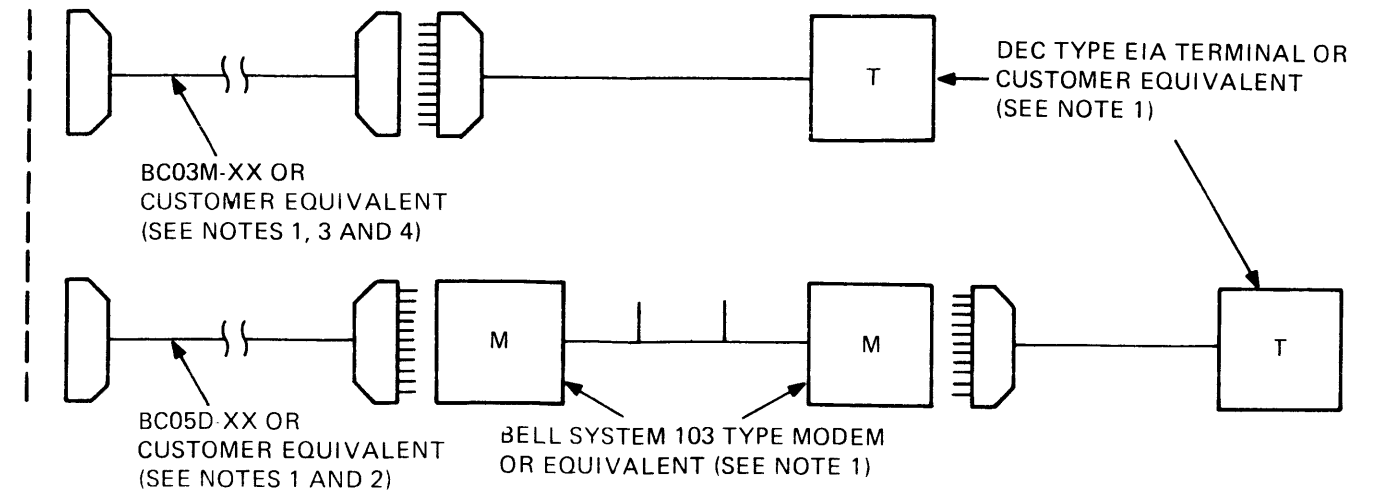 T
DEC TYPE EIA TERMINAL OR
CUSTOMER EQUIVALENT
(SEE NOTE 1)
BC03M-XX OR
CUSTOMER EQUIVALENT
(SEE NOTES 1, 3 AND 4)
M
M
T
BC05D-XX OR
CUSTOMER EQUIVALENT
(SEE NOTES 1 AND 2)
BELL SYSTEM 103 TYPE MODEM
OR EQUIVALENT (SEE NOTE 1)